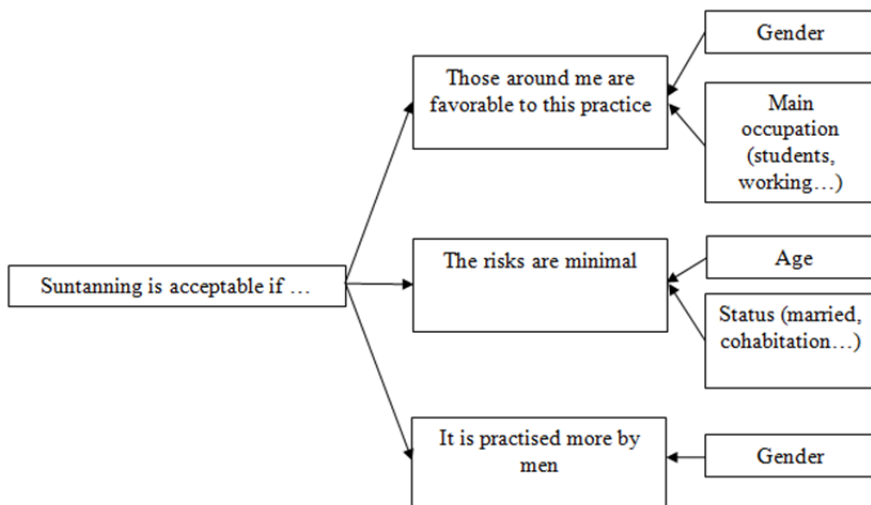 Gender
Those around me are
favorable to this practice
Main
occupation
(students,
working…)
Suntanning is acceptable if …
The risks are minimal
Age
Status (married,
cohabitation…)
It is practised more by
men
Gender